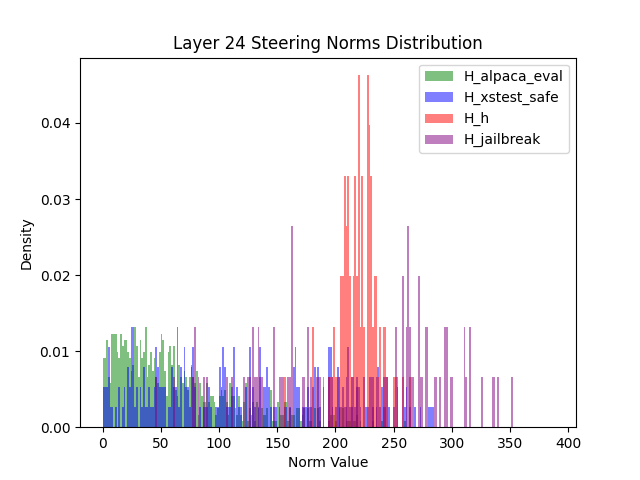 Layer 24 Steering Norms Distribution
H_alpaca_eval
H_xstest_safe
H_h
H_jailbreak
Density
0.04
0.03
0.02
0.01
0.00
0 50 100 150 200 250 300 350 400
Norm Value